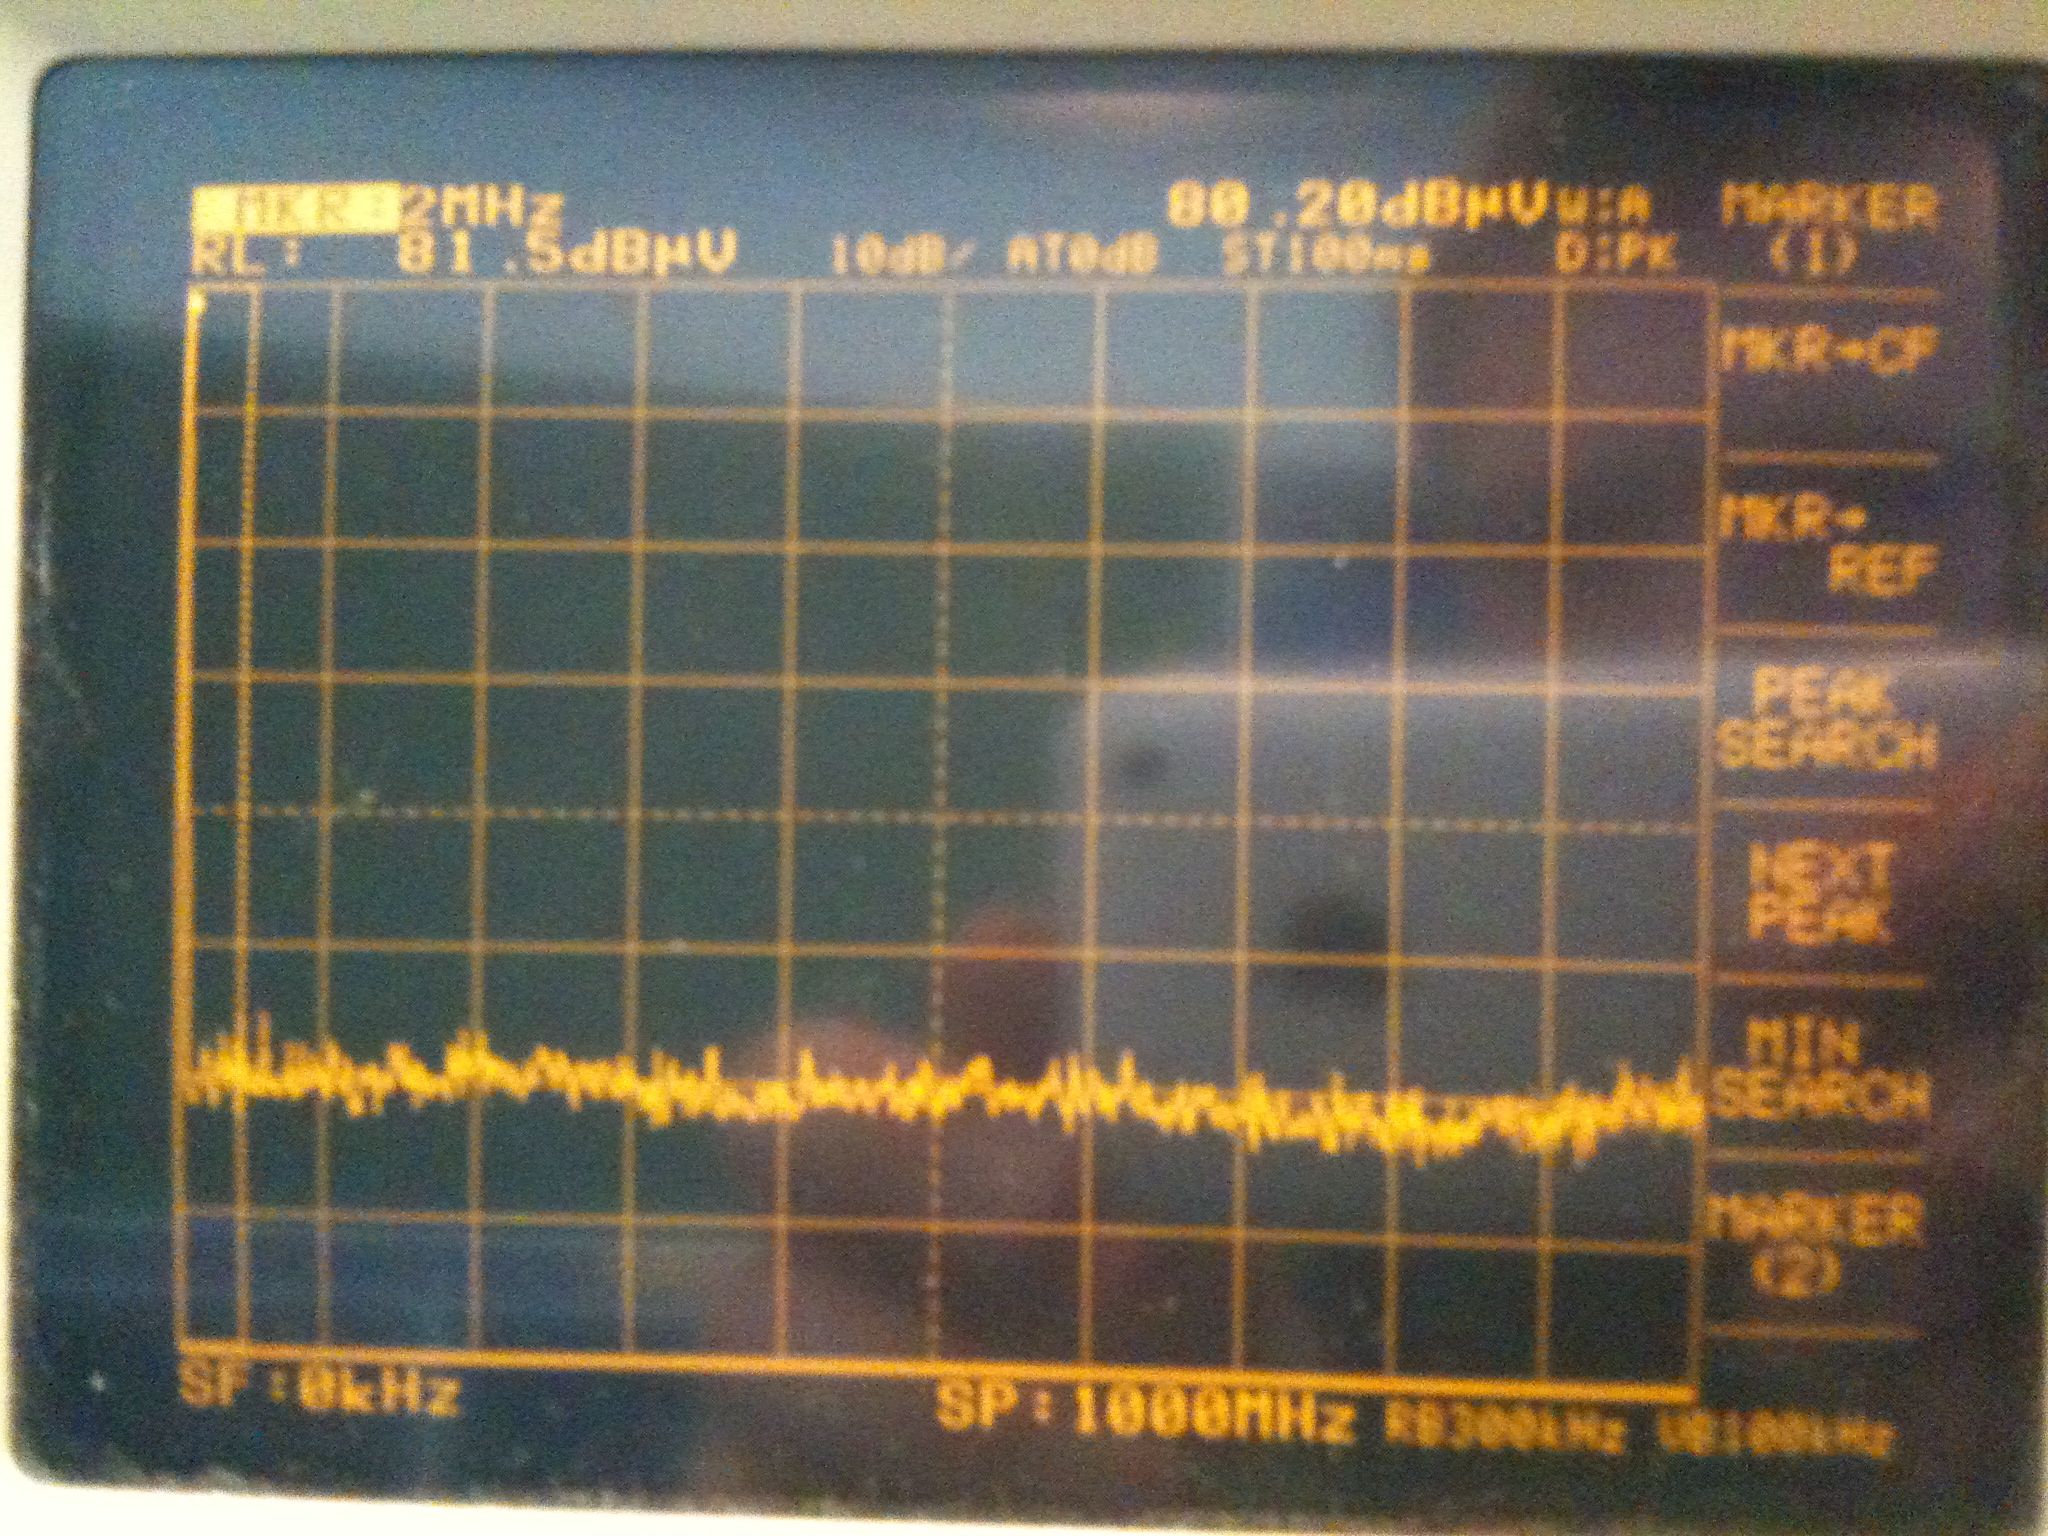 MKR: 2MHz 80.20dBµV W:A
RL: 81.5dBµV 10dB/ AT0dB ST100ms D:PK
MARKER
(1)
MKR→CF
MKR→
REF
PEAK
SEARCH
NEXT
PEAK
MIN
SEARCH
MARKER
(2)
SF:0kHz SP:1000MHz RB300kHz VB100kHz